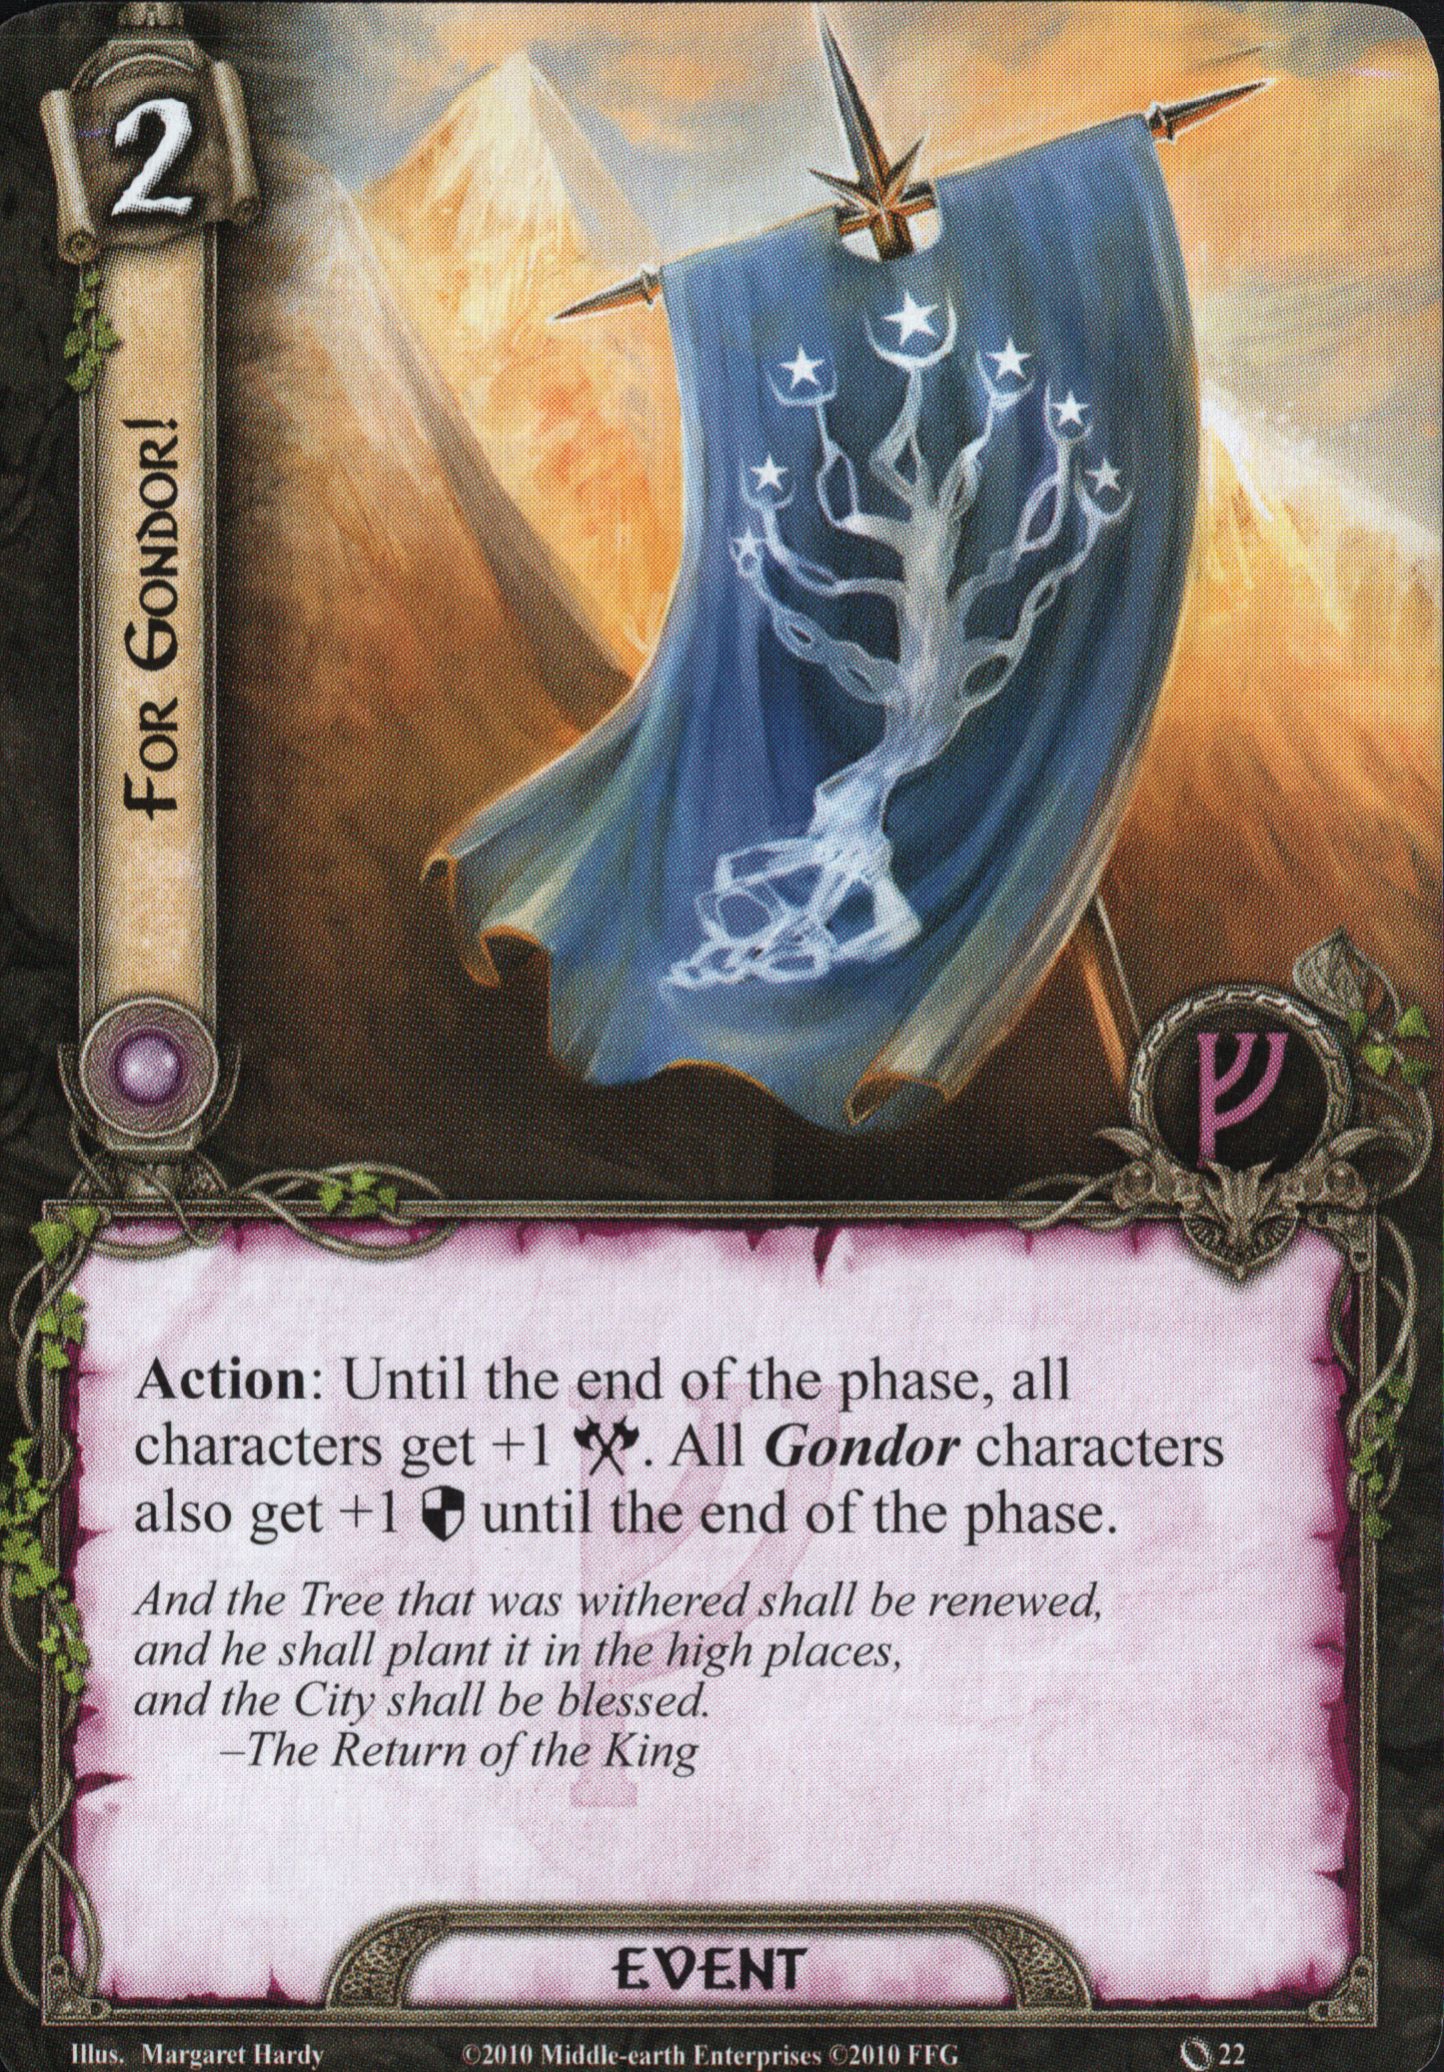 2
For Gondor!
Action: Until the end of the phase, all
characters get +1 . All Gondor characters
also get +1 until the end of the phase.
And the Tree that was withered shall be renewed,
and he shall plant it in the high places,
and the City shall be blessed.
–The Return of the King
EVENT
Illus. Margaret Hardy
©2010 Middle-earth Enterprises ©2010 FFG
22